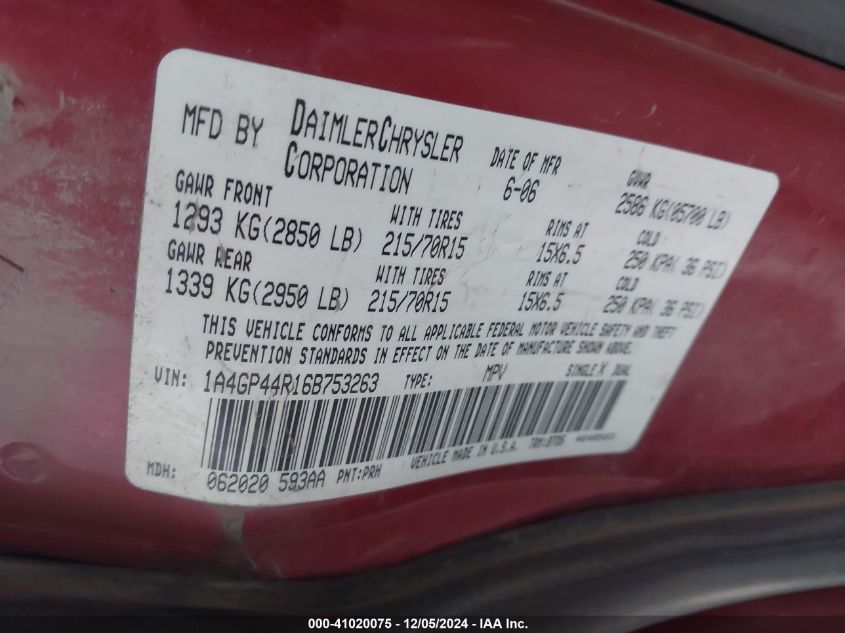 MFD BY DAIMLERCHRYSLER CORPORATION
DATE OF MFR 6-06
GVWR 2586 KG(05700 LB)
GAWR FRONT WITH TIRES RIMS AT COLD
1293 KG(2850 LB) 215/70R15 15X6.5 250 KPA( 36 PSI)
GAWR REAR WITH TIRES RIMS AT COLD
1339 KG(2950 LB) 215/70R15 15X6.5 250 KPA( 36 PSI)
THIS VEHICLE CONFORMS TO ALL APPLICABLE FEDERAL MOTOR VEHICLE SAFETY AND THEFT
PREVENTION STANDARDS IN EFFECT ON THE DATE OF MANUFACTURE SHOWN ABOVE.
VIN: 1A4GP44R16B753263 TYPE: MPV SINGLE X DUAL
VEHICLE MADE IN U.S.A.
MDH: 062020 593AA PNT:PRH
000-41020075 - 12/05/2024 - IAA Inc.